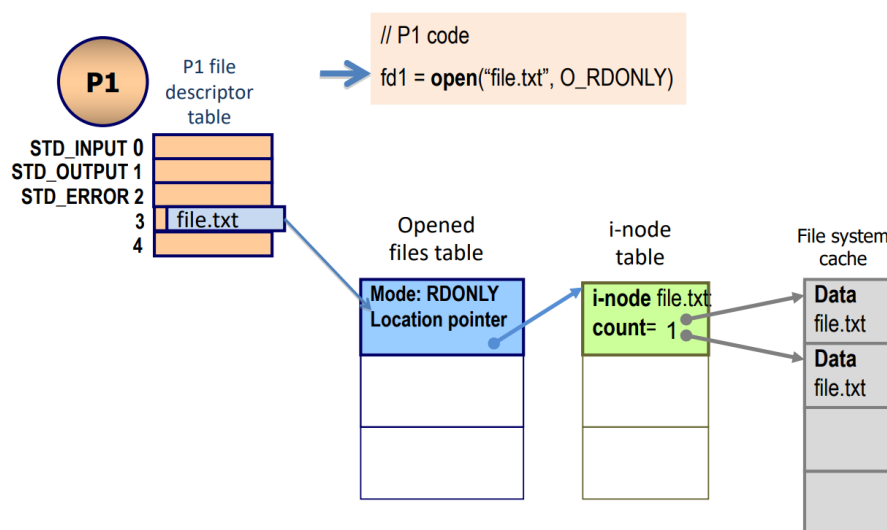 // P1 code
fd1 = open(“file.txt”, O_RDONLY)
P1
P1 file
descriptor
table
STD_INPUT 0
STD_OUTPUT 1
STD_ERROR 2
3 file.txt
4
Opened
files table
Mode: RDONLY
Location pointer
i-node
table
i-node file.txt:
count= 1
File system
cache
Data
file.txt
Data
file.txt